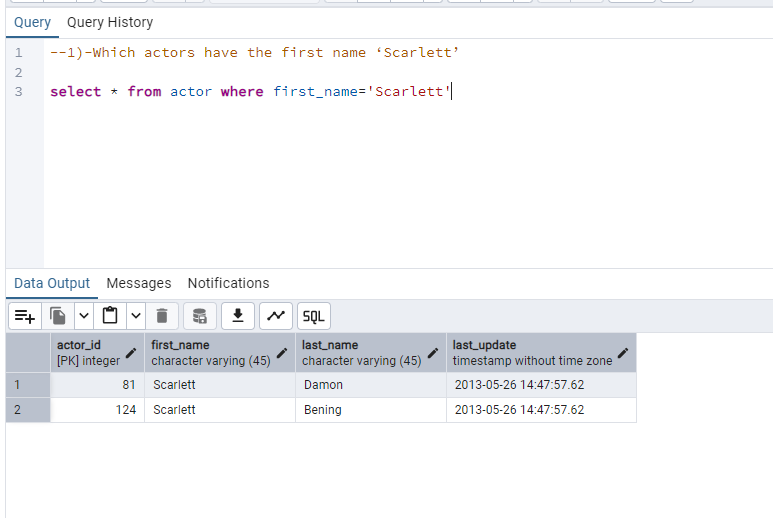 Query Query History
1 --1)-Which actors have the first name ‘Scarlett’
2
3 select * from actor where first_name='Scarlett'
Data Output Messages Notifications
SQL
actor_id first_name last_name last_update
[PK] integer character varying (45) character varying (45) timestamp without time zone
1 81 Scarlett Damon 2013-05-26 14:47:57.62
2 124 Scarlett Bening 2013-05-26 14:47:57.62